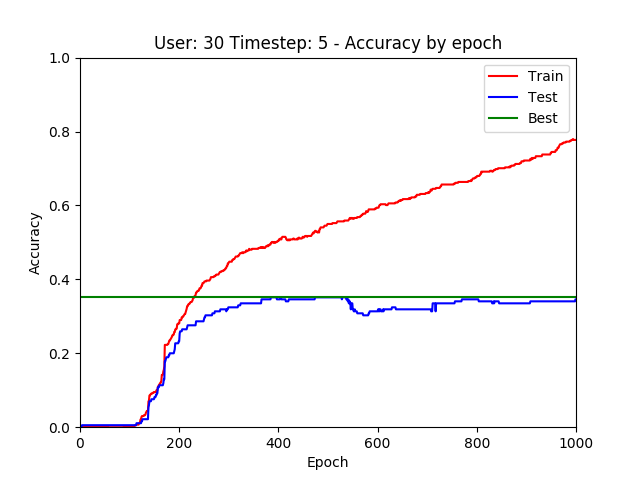 User: 30 Timestep: 5 - Accuracy by epoch
1.0
0.8
0.6
0.4
0.2
0.0
Accuracy
Train
Test
Best
0 200 400 600 800 1000
Epoch